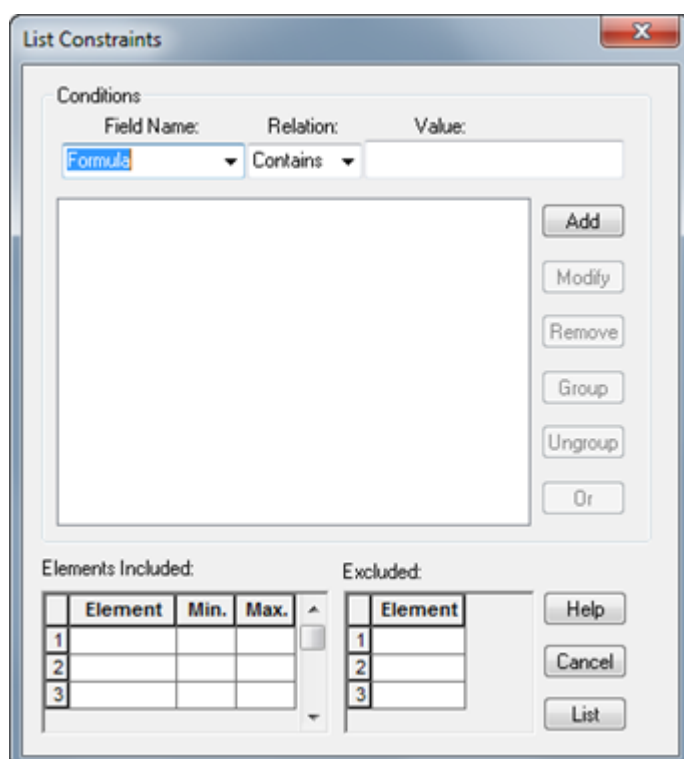 List Constraints
Conditions
Field Name: Relation: Value:
Formula Contains
Add
Modify
Remove
Group
Ungroup
Or
Elements Included: Excluded:
Element Min. Max. Element
1 1
2 2
3 3
Help
Cancel
List